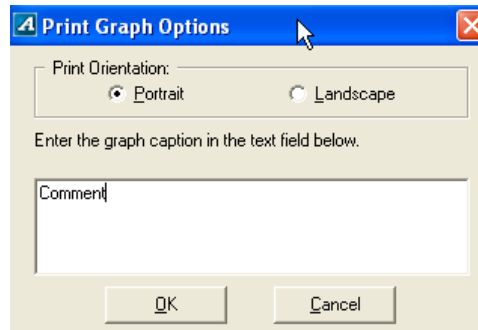 Print Graph Options
Print Orientation:
Portrait Landscape
Enter the graph caption in the text field below.
Comment
OK Cancel